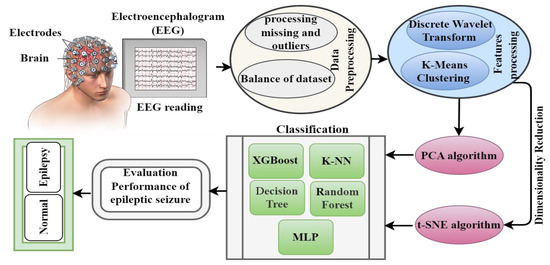 Electroencephalogram
(EEG)
Electrodes
Brain
EEG reading
processing
missing and
outliers
Balance of dataset
Data
Preprocessing
Discrete Wavelet
Transform
K-Means
Clustering
Features
processing
Dimensionality Reduction
PCA algorithm
t-SNE algorithm
Classification
XGBoost
K-NN
Decision
Tree
Random
Forest
MLP
Evaluation
Performance of
epileptic seizure
Epilepsy
Normal